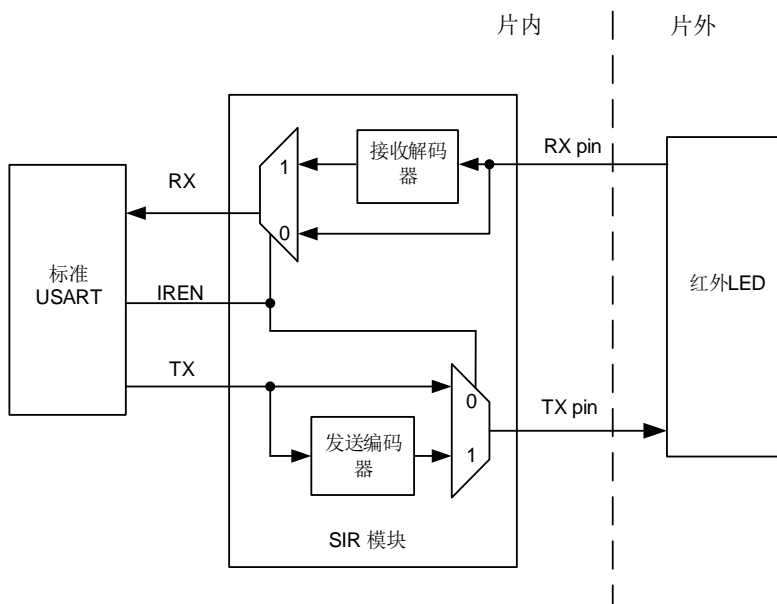 片内
片外
接收解码
器
RX pin
1
RX
0
标准
USART
IREN
红外LED
TX
0
TX pin
发送编码
器
1
SIR 模块